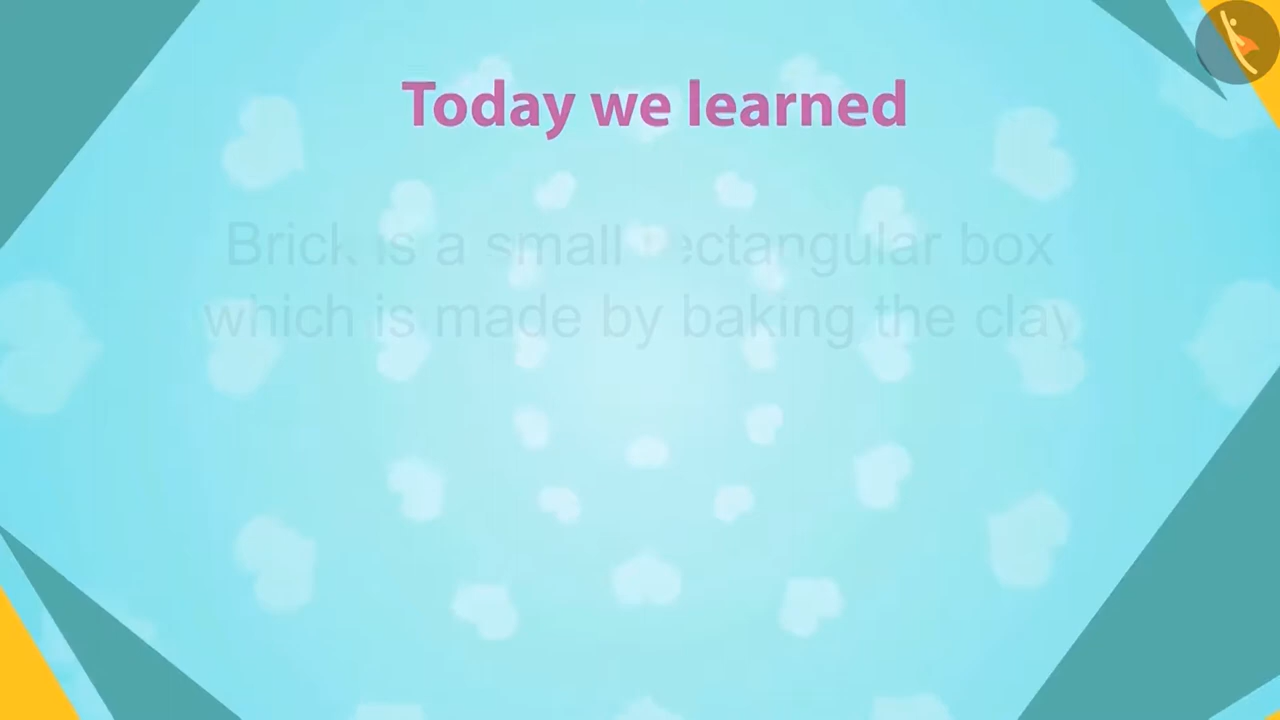 Today we learned
Brick is a small rectangular box
which is made by baking the clay